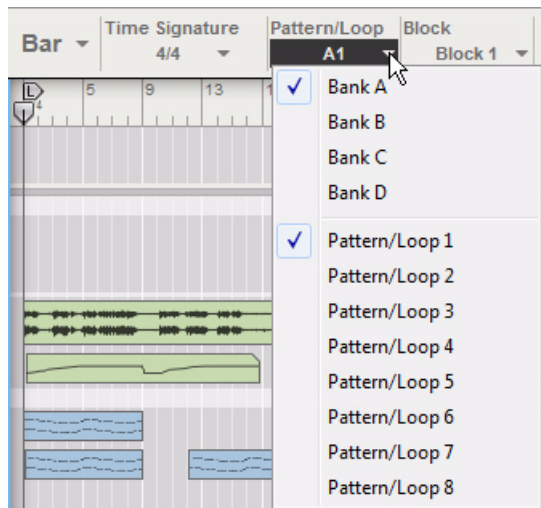 Bar
Time Signature
4/4
Pattern/Loop
A1
Block
Block 1
L
4
5
9
13
1
✓ Bank A
Bank B
Bank C
Bank D
✓ Pattern/Loop 1
Pattern/Loop 2
Pattern/Loop 3
Pattern/Loop 4
Pattern/Loop 5
Pattern/Loop 6
Pattern/Loop 7
Pattern/Loop 8